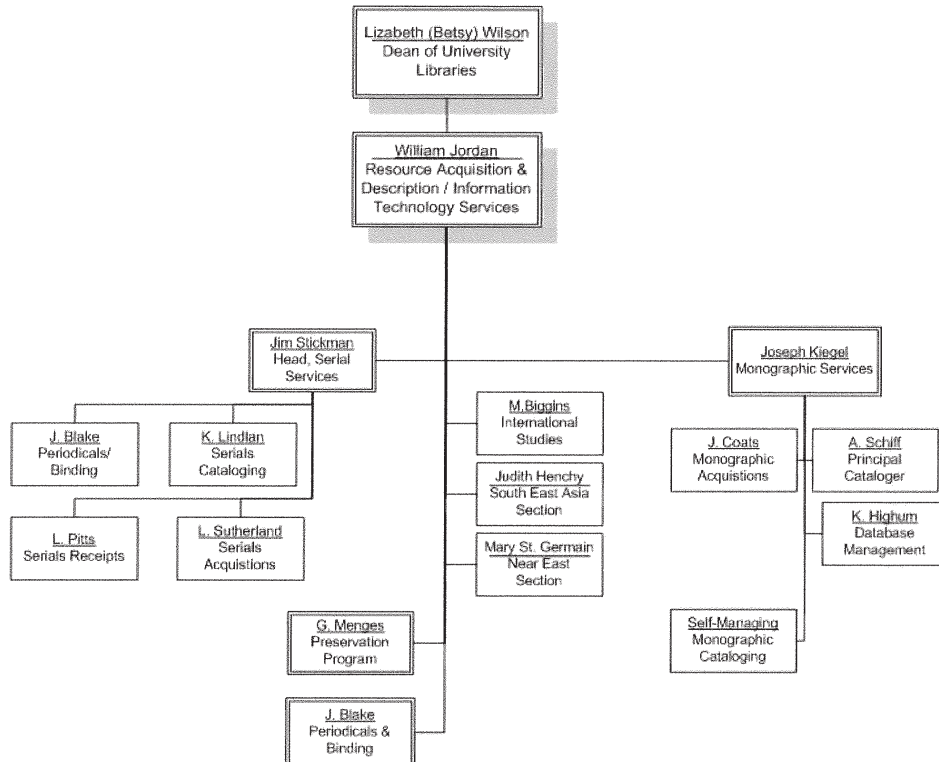 Lizabeth (Betsy) Wilson
Dean of University
Libraries
William Jordan
Resource Acquisition &
Description / Information
Technology Services
Jim Stickman
Head, Serial
Services
Joseph Kiegel
Monographic Services
J. Blake
Periodicals/
Binding
K. Lindlan
Serials
Cataloging
L. Pitts
Serials Receipts
L. Sutherland
Serials
Acquistions
M.Biggins
International
Studies
Judith Henchy
South East Asia
Section
Mary St. Germain
Near East
Section
J. Coats
Monographic
Acquistions
A. Schiff
Principal
Cataloger
K. Highum
Database
Management
Self-Managing
Monographic
Cataloging
G. Menges
Preservation
Program
J. Blake
Periodicals &
Binding